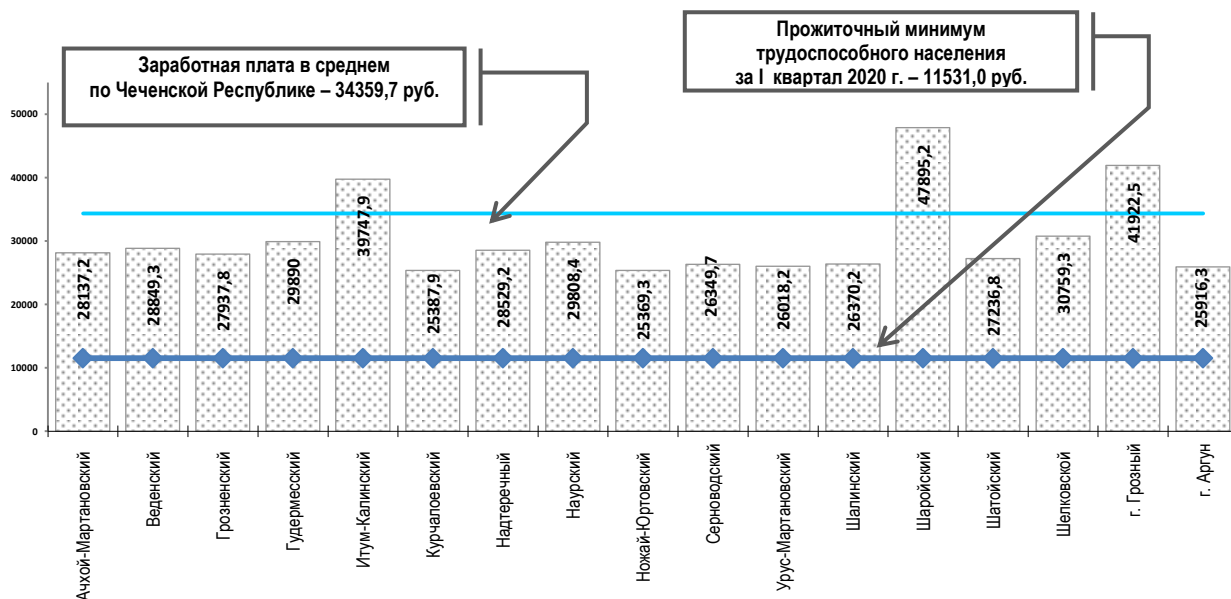 Заработная плата в среднем
по Чеченской Республике – 34359,7 руб.
Прожиточный минимум
трудоспособного населения
за I квартал 2020 г. – 11531,0 руб.
50000
40000
30000
20000
10000
0
28137,2
28849,3
27937,8
29890
39747,9
25387,9
28529,2
29808,4
25369,3
26349,7
26018,2
26370,2
47895,2
27236,8
30759,3
41922,5
25916,3
Ачхой-Мартановский
Веденский
Грозненский
Гудермесский
Итум-Калинский
Курчалоевский
Надтеречный
Наурский
Ножай-Юртовский
Серноводский
Урус-Мартановский
Шалинский
Шаройский
Шатойский
Шелковской
г. Грозный
г. Аргун